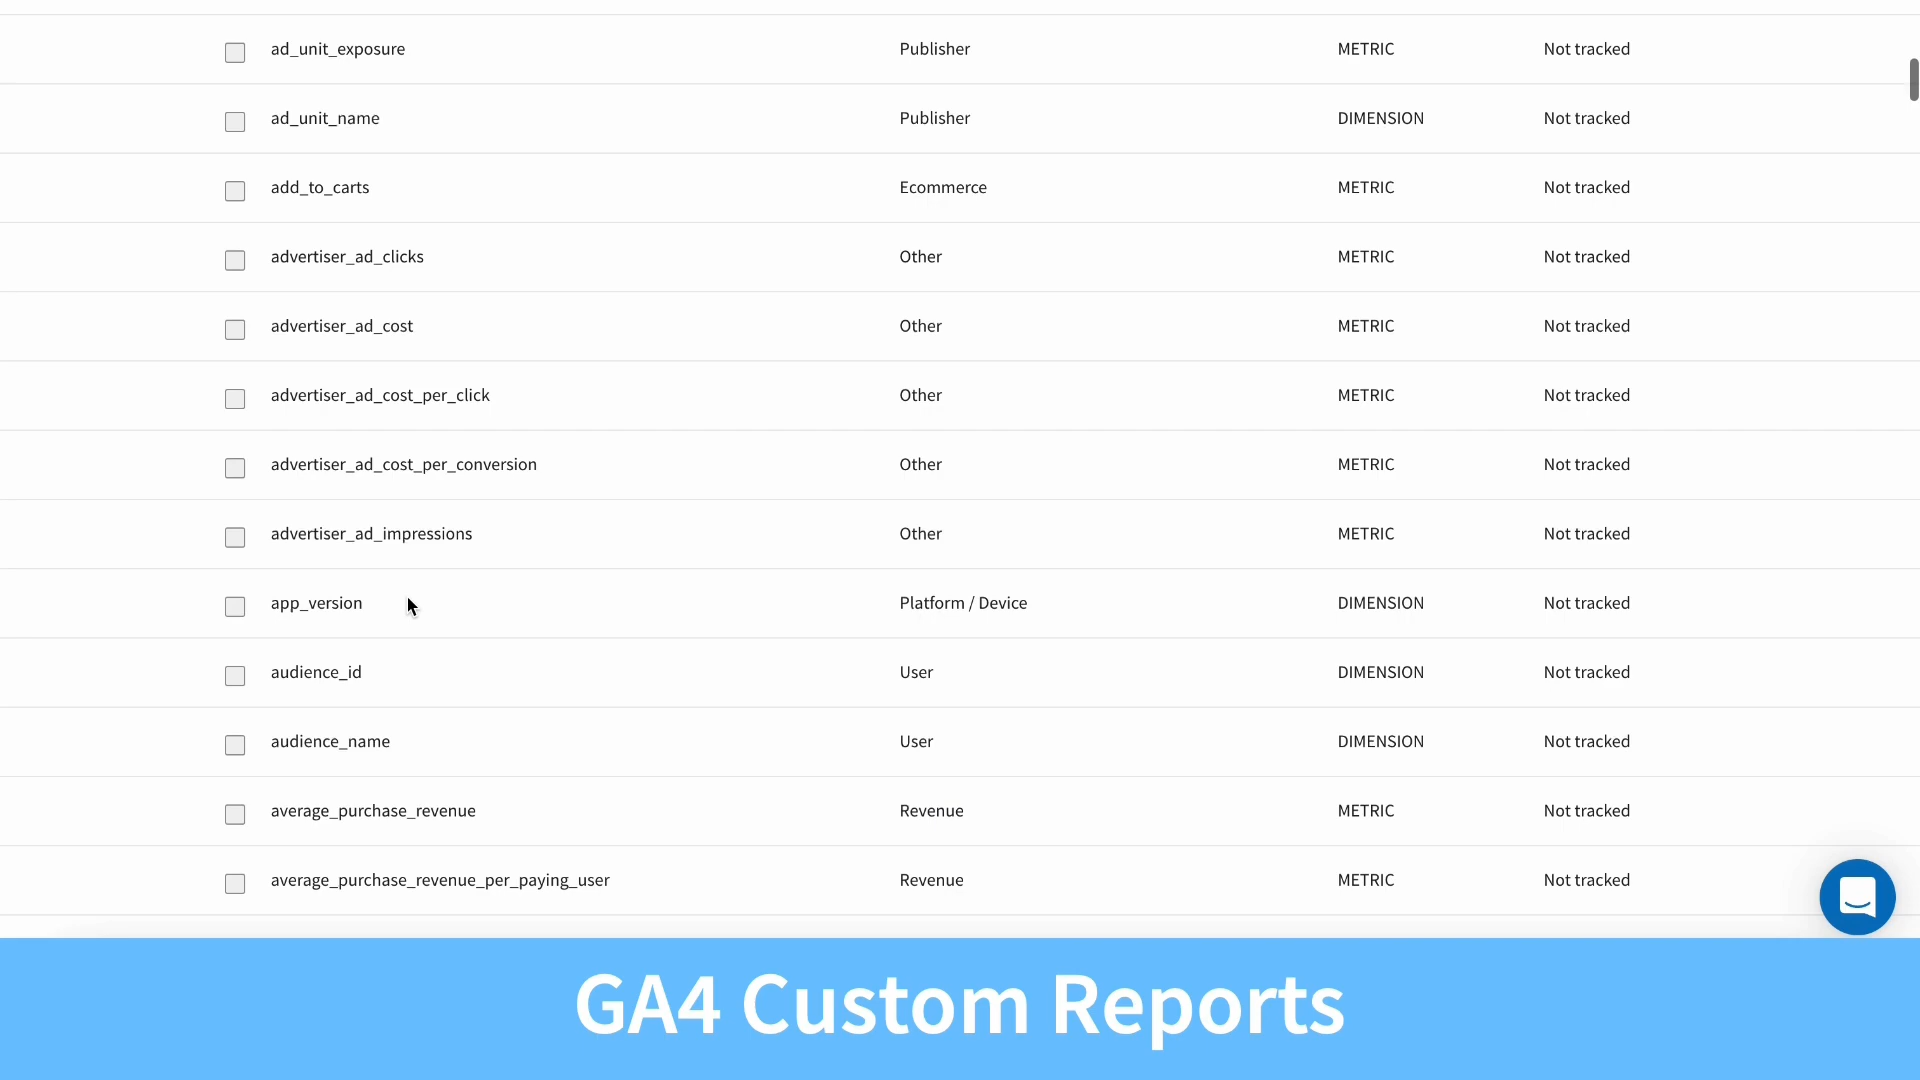 ad_unit_exposure Publisher METRIC Not tracked
ad_unit_name Publisher DIMENSION Not tracked
add_to_carts Ecommerce METRIC Not tracked
advertiser_ad_clicks Other METRIC Not tracked
advertiser_ad_cost Other METRIC Not tracked
advertiser_ad_cost_per_click Other METRIC Not tracked
advertiser_ad_cost_per_conversion Other METRIC Not tracked
advertiser_ad_impressions Other METRIC Not tracked
app_version Platform / Device DIMENSION Not tracked
audience_id User DIMENSION Not tracked
audience_name User DIMENSION Not tracked
average_purchase_revenue Revenue METRIC Not tracked
average_purchase_revenue_per_paying_user Revenue METRIC Not tracked
GA4 Custom Reports